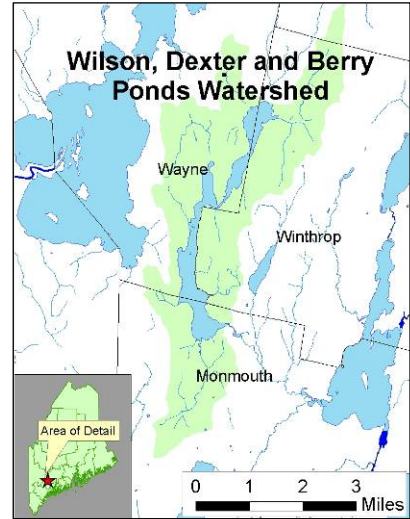 Wilson, Dexter and Berry
Ponds Watershed
Wayne
Winthrop
Monmouth
Area of Detail
0 1 2 3
Miles